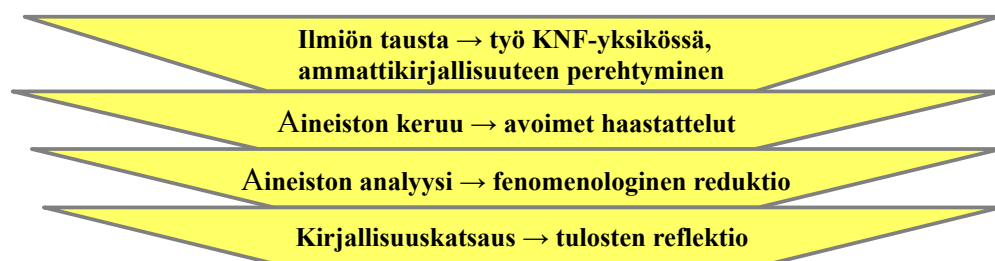 Ilmiön tausta → työ KNF-yksikössä,
ammattikirjallisuuteen perehtyminen
Aineiston keruu → avoimet haastattelut
Aineiston analyysi → fenomenologinen reduktio
Kirjallisuuskatsaus → tulosten reflektio